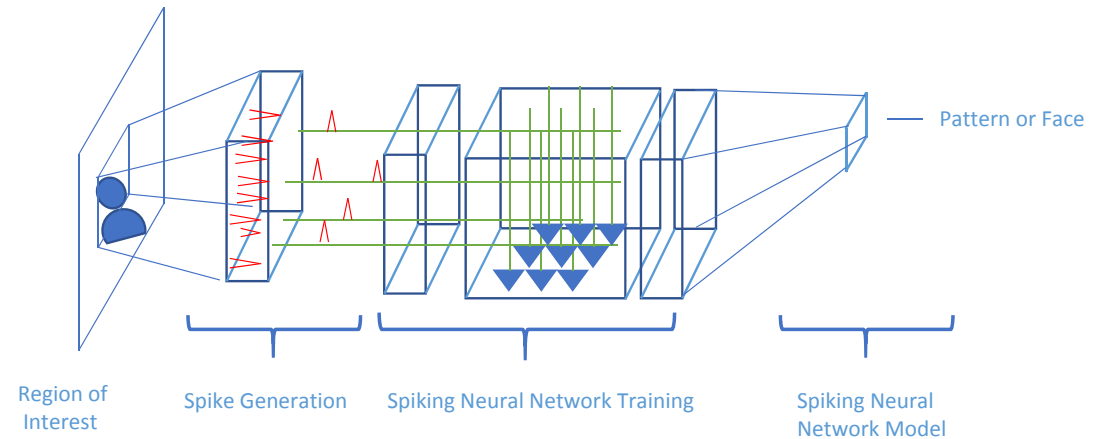 Pattern or Face
Region of
Interest
Spike Generation
Spiking Neural Network Training
Spiking Neural
Network Model